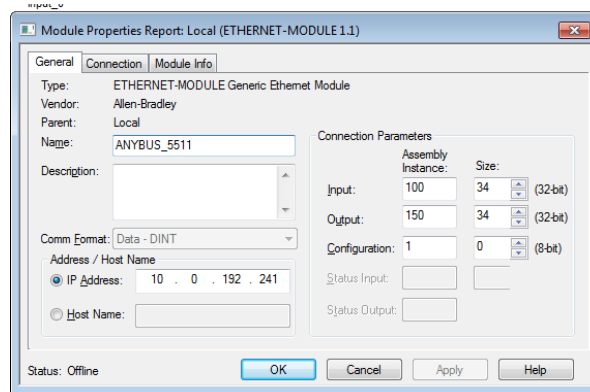 Input_0
Module Properties Report: Local (ETHERNET-MODULE 1.1)
General Connection Module Info
Type: ETHERNET-MODULE Generic Ethernet Module
Vendor: Allen-Bradley
Parent: Local
Name: ANYBUS_5511
Description:
Comm Format: Data - DINT
Address / Host Name
IP Address: 10 . 0 . 192 . 241
Host Name:
Connection Parameters
Assembly
Instance: Size:
Input: 100 34 (32-bit)
Output: 150 34 (32-bit)
Configuration: 1 0 (8-bit)
Status Input:
Status Output:
Status: Offline
OK Cancel Apply Help